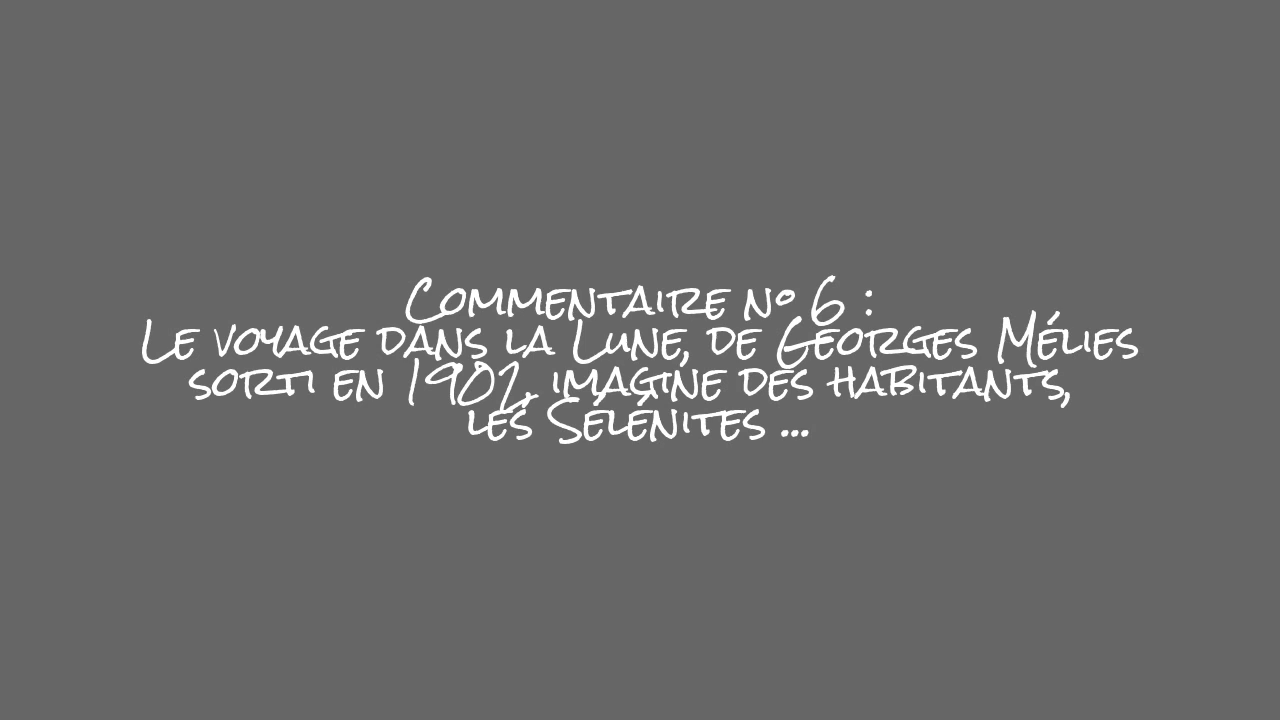 Commentaire n° 6 :
Le voyage dans la Lune, de Georges Mélies
sorti en 1902, imagine des habitants,
les Sélénites ...